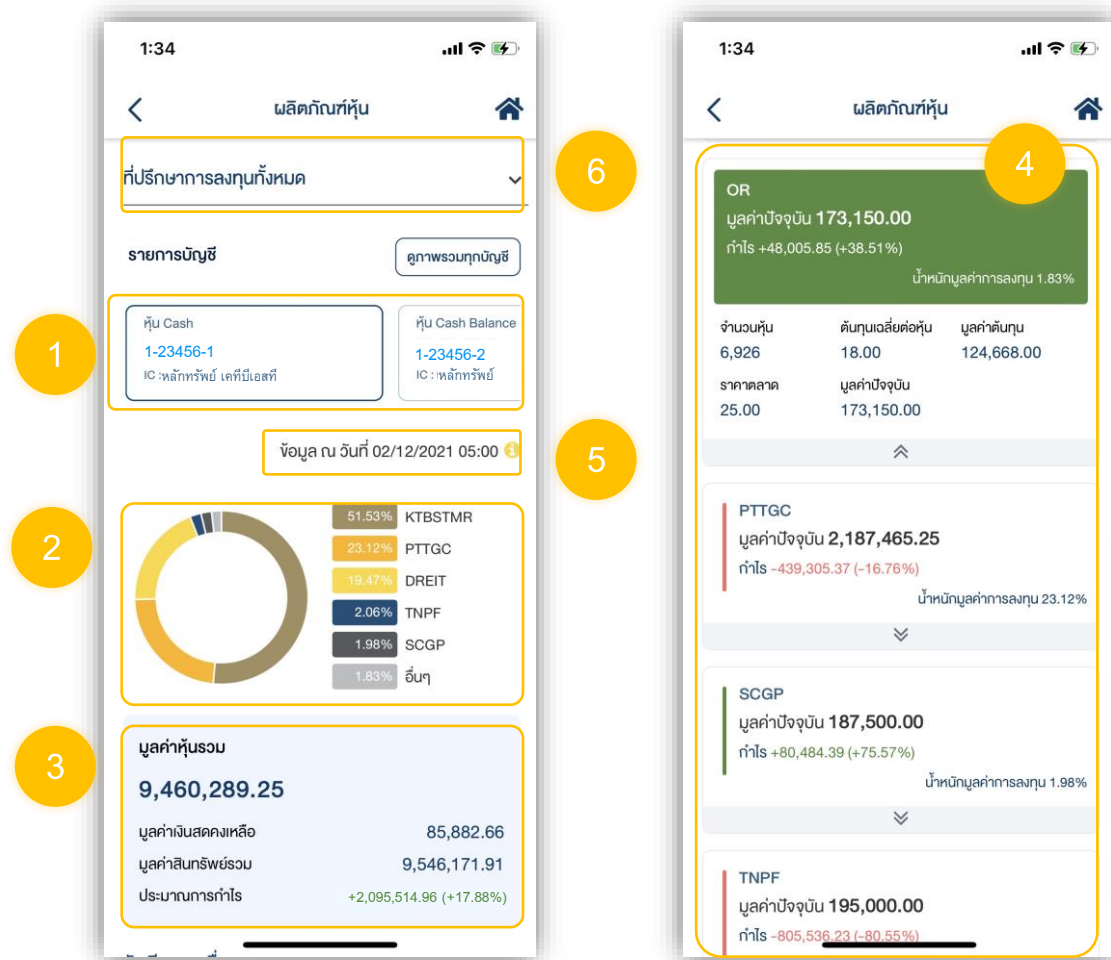 1:34
ผลิตภัณฑ์หุ้น
ที่ปรึกษาการลงทุนทั้งหมด
6
รายการบัญชี
ดูภาพรวมทุกบัญชี
1
หุ้น Cash
1-23456-1
IC :หลักทรัพย์ เคทีบีเอสที
หุ้น Cash Balance
1-23456-2
IC : หลักทรัพย์
ข้อมูล ณ วันที่ 02/12/2021 05:00
5
2
51.53% KTBSTMR
23.12% PTTGC
19.47% DREIT
2.06% TNPF
1.98% SCGP
1.83% อื่นๆ
3
มูลค่าหุ้นรวม
9,460,289.25
มูลค่าเงินสดคงเหลือ 85,882.66
มูลค่าสินทรัพย์รวม 9,546,171.91
ประมาณการกำไร +2,095,514.96 (+17.88%)
1:34
ผลิตภัณฑ์หุ้น
4
OR
มูลค่าปัจจุบัน 173,150.00
กำไร +48,005.85 (+38.51%)
น้ำหนักมูลค่าการลงทุน 1.83%
จำนวนหุ้น ต้นทุนเฉลี่ยต่อหุ้น มูลค่าต้นทุน
6,926 18.00 124,668.00
ราคาตลาด มูลค่าปัจจุบัน
25.00 173,150.00
PTTGC
มูลค่าปัจจุบัน 2,187,465.25
กำไร -439,305.37 (-16.76%)
น้ำหนักมูลค่าการลงทุน 23.12%
SCGP
มูลค่าปัจจุบัน 187,500.00
กำไร +80,484.39 (+75.57%)
น้ำหนักมูลค่าการลงทุน 1.98%
TNPF
มูลค่าปัจจุบัน 195,000.00
กำไร -805,536.23 (-80.55%)